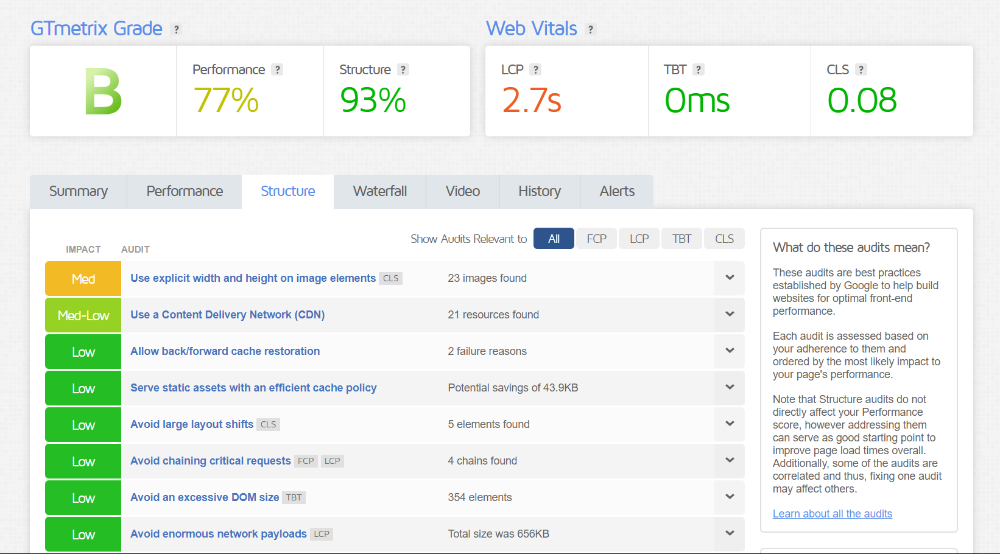 GTmetrix Grade ?
Web Vitals ?
B
Performance ?
77%
Structure ?
93%
LCP ?
2.7s
TBT ?
0ms
CLS ?
0.08
Summary Performance Structure Waterfall Video History Alerts
Show Audits Relevant to All FCP LCP TBT CLS
IMPACT AUDIT
Med Use explicit width and height on image elements CLS 23 images found
Med-Low Use a Content Delivery Network (CDN) 21 resources found
Low Allow back/forward cache restoration 2 failure reasons
Low Serve static assets with an efficient cache policy Potential savings of 43.9KB
Low Avoid large layout shifts CLS 5 elements found
Low Avoid chaining critical requests FCP LCP 4 chains found
Low Avoid an excessive DOM size TBT 354 elements
Low Avoid enormous network payloads LCP Total size was 656KB
What do these audits mean?
These audits are best practices
established by Google to help build
websites for optimal front-end
performance.
Each audit is assessed based on
your adherence to them and
ordered by the most likely impact to
your page's performance.
Note that Structure audits do not
directly affect your Performance
score, however addressing them
can serve as good starting point to
improve page load times overall.
Additionally, some of the audits are
correlated and thus, fixing one audit
may affect others.
Learn about all the audits